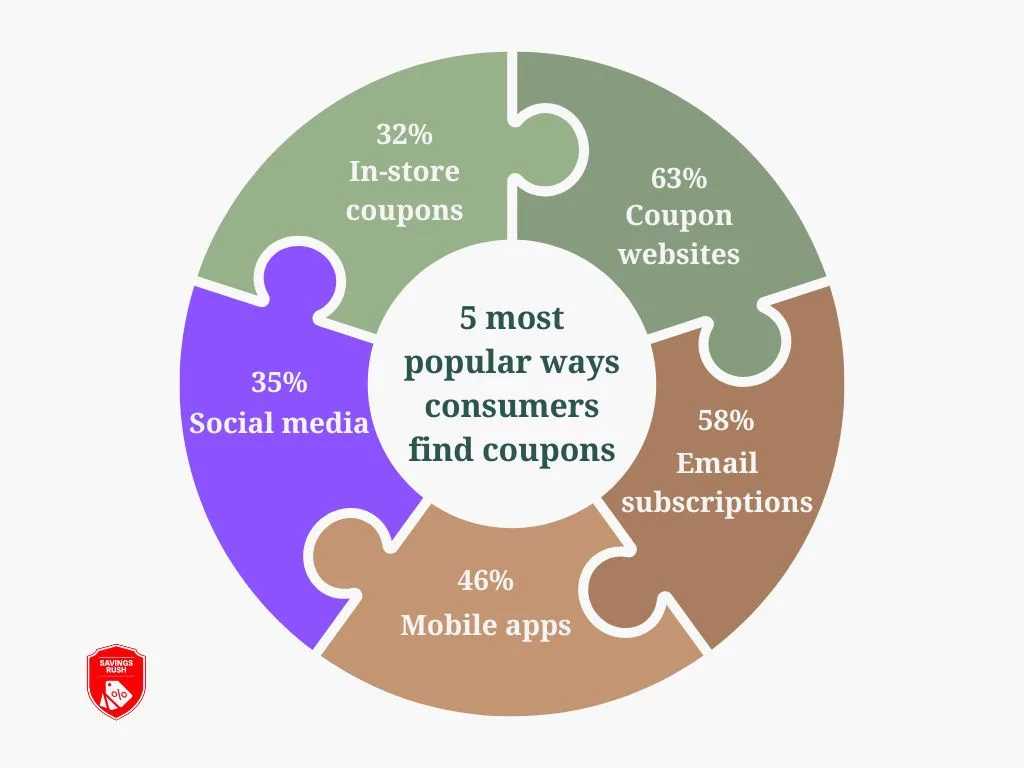 5 most
popular ways
consumers
find coupons
63%
Coupon
websites
58%
Email
subscriptions
46%
Mobile apps
35%
Social media
32%
In-store
coupons
SAVINGS
RUSH
%